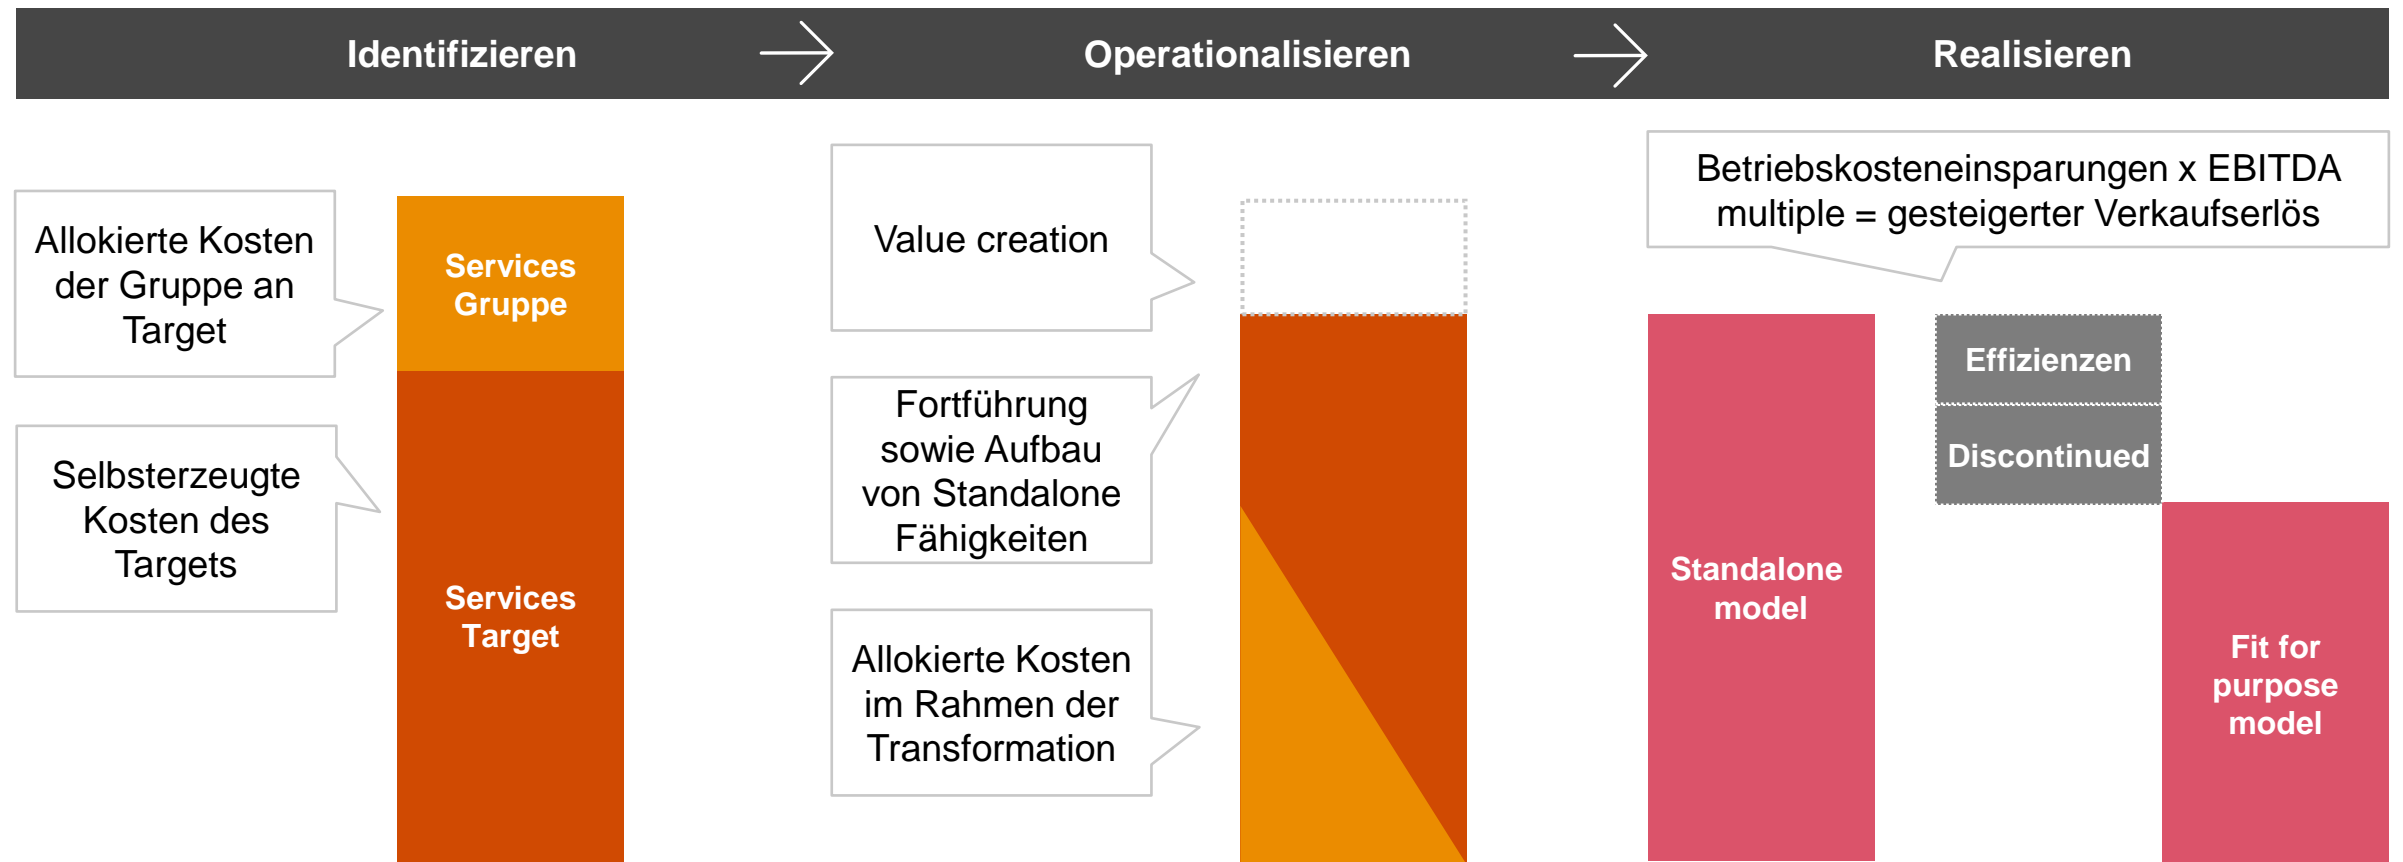 Identifizieren
Operationalisieren
Realisieren
Allokierte Kosten
der Gruppe an
Target
Selbsterzeugte
Kosten des
Targets
Services
Gruppe
Services
Target
Value creation
Fortführung
sowie Aufbau
von Standalone
Fähigkeiten
Allokierte Kosten
im Rahmen der
Transformation
Betriebskosteneinsparungen x EBITDA
multiple = gesteigerter Verkaufserlös
Standalone
model
Effizienzen
Discontinued
Fit for
purpose
model